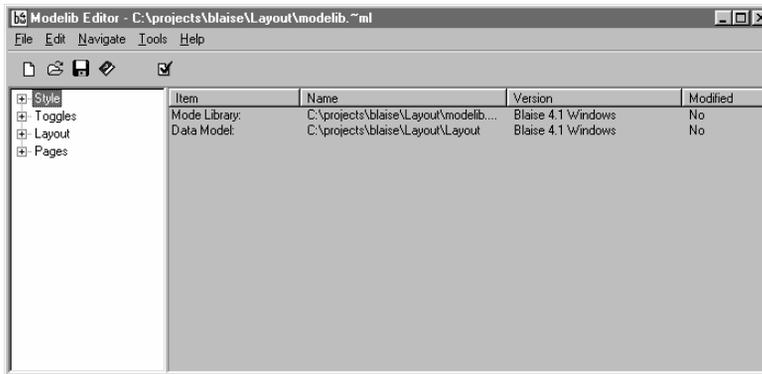 Modelib Editor - C:\projects\blaise\Layout\modelib.~ml
File Edit Navigate Tools Help
Style
Toggles
Layout
Pages
Item Name Version Modified
Mode Library: C:\projects\blaise\Layout\modelib.... Blaise 4.1 Windows No
Data Model: C:\projects\blaise\Layout\Layout Blaise 4.1 Windows No